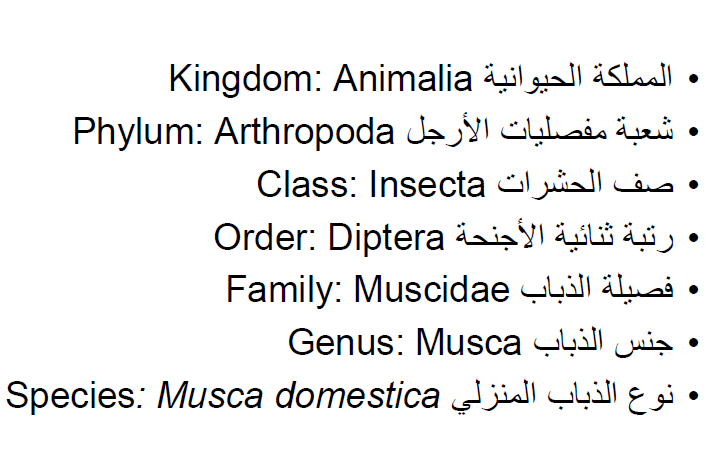 • المملكة الحيوانية Kingdom: Animalia
• شعبة مفصليات الأرجل Phylum: Arthropoda
• صف الحشرات Class: Insecta
• رتبة ثنائية الأجنحة Order: Diptera
• فصيلة الذباب Family: Muscidae
• جنس الذباب Genus: Musca
• نوع الذباب المنزلي Species: Musca domestica